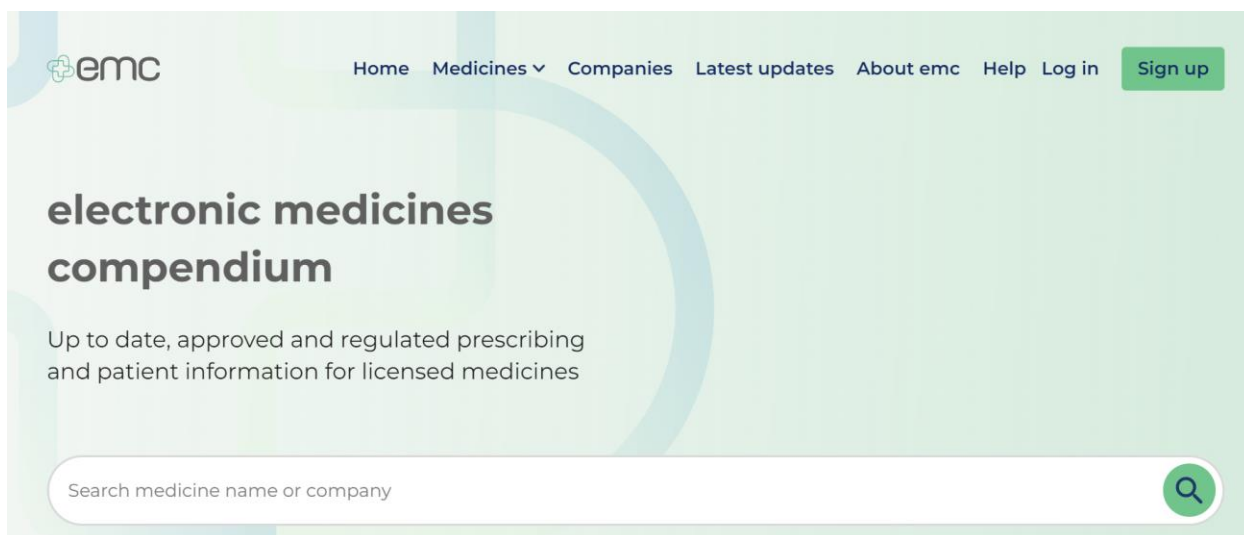 emc
Home Medicines Companies Latest updates About emc Help Log in Sign up
electronic medicines
compendium
Up to date, approved and regulated prescribing
and patient information for licensed medicines
Search medicine name or company